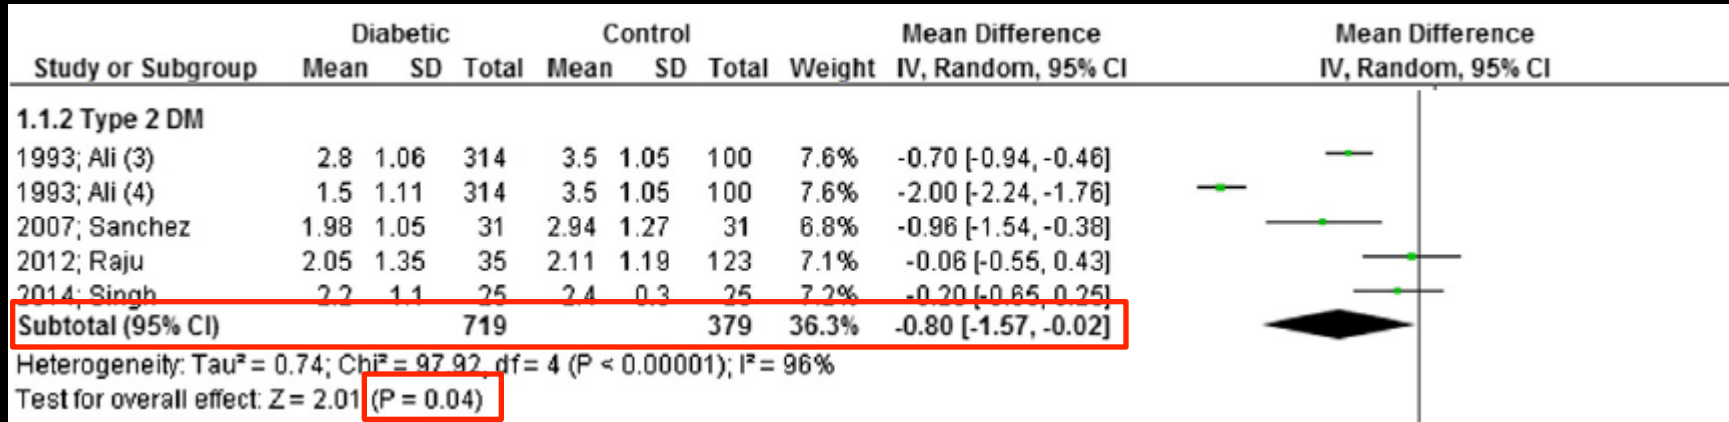 Diabetic Control Mean Difference Mean Difference
Study or Subgroup Mean SD Total Mean SD Total Weight IV, Random, 95% CI IV, Random, 95% CI
1.1.2 Type 2 DM
1993; Ali (3) 2.8 1.06 314 3.5 1.05 100 7.6% -0.70 [-0.94, -0.46]
1993; Ali (4) 1.5 1.11 314 3.5 1.05 100 7.6% -2.00 [-2.24, -1.76]
2007; Sanchez 1.98 1.05 31 2.94 1.27 31 6.8% -0.96 [-1.54, -0.38]
2012; Raju 2.05 1.35 35 2.11 1.19 123 7.1% -0.06 [-0.55, 0.43]
2014; Singh 2.2 1.1 25 2.4 0.3 25 7.2% -0.20 [-0.65, 0.25]
Subtotal (95% CI) 719 379 36.3% -0.80 [-1.57, -0.02]
Heterogeneity: Tau² = 0.74; Chi² = 97.92, df = 4 (P < 0.00001); I² = 96%
Test for overall effect: Z = 2.01 (P = 0.04)